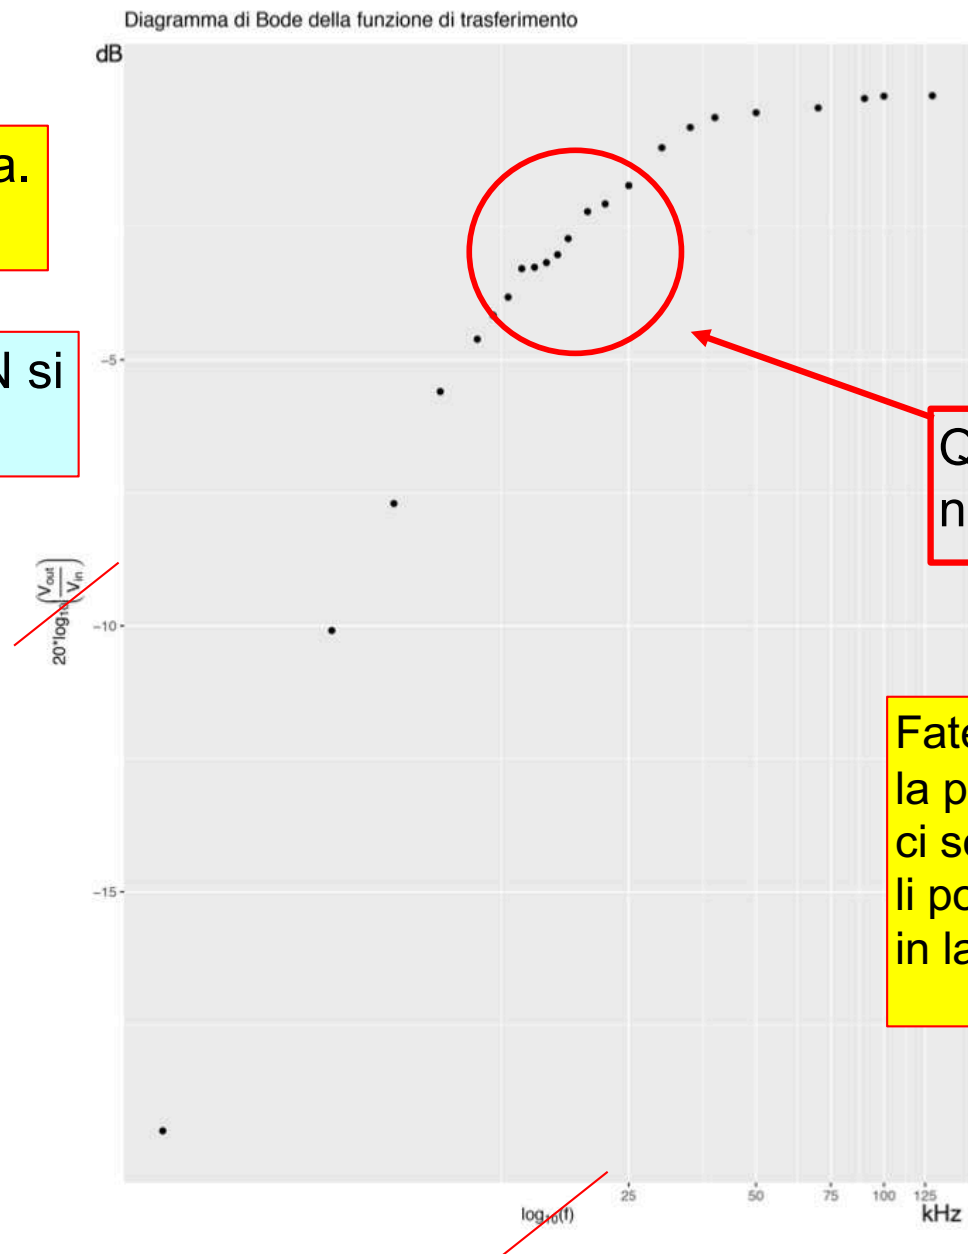 Diagramma di Bode della funzione di trasferimento
dB
a.
N si
−5
Q
n
20*log10(Vout/Vin)
−10
Fate
la p
ci se
li po
in la
−15
25 50 75 100 125
log10(f)
kHz